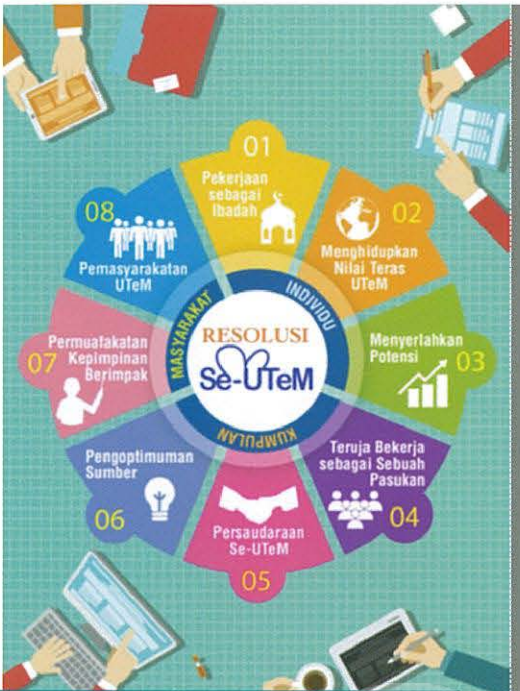 01
Pekerjaan
sebagai
Ibadah
02
Menghidupkan
Nilai Teras
UTeM
Menyerlahkan
Potensi
03
Teruja Bekerja
sebagai Sebuah
Pasukan
04
Persaudaraan
Se-UTeM
05
Pengoptimuman
Sumber
06
Permuafakatan
Kepimpinan
Berimpak
07
08
Pemasyarakatan
UTeM
INDIVIDU
KUMPULAN
MASYARAKAT
RESOLUSI
Se-UTeM